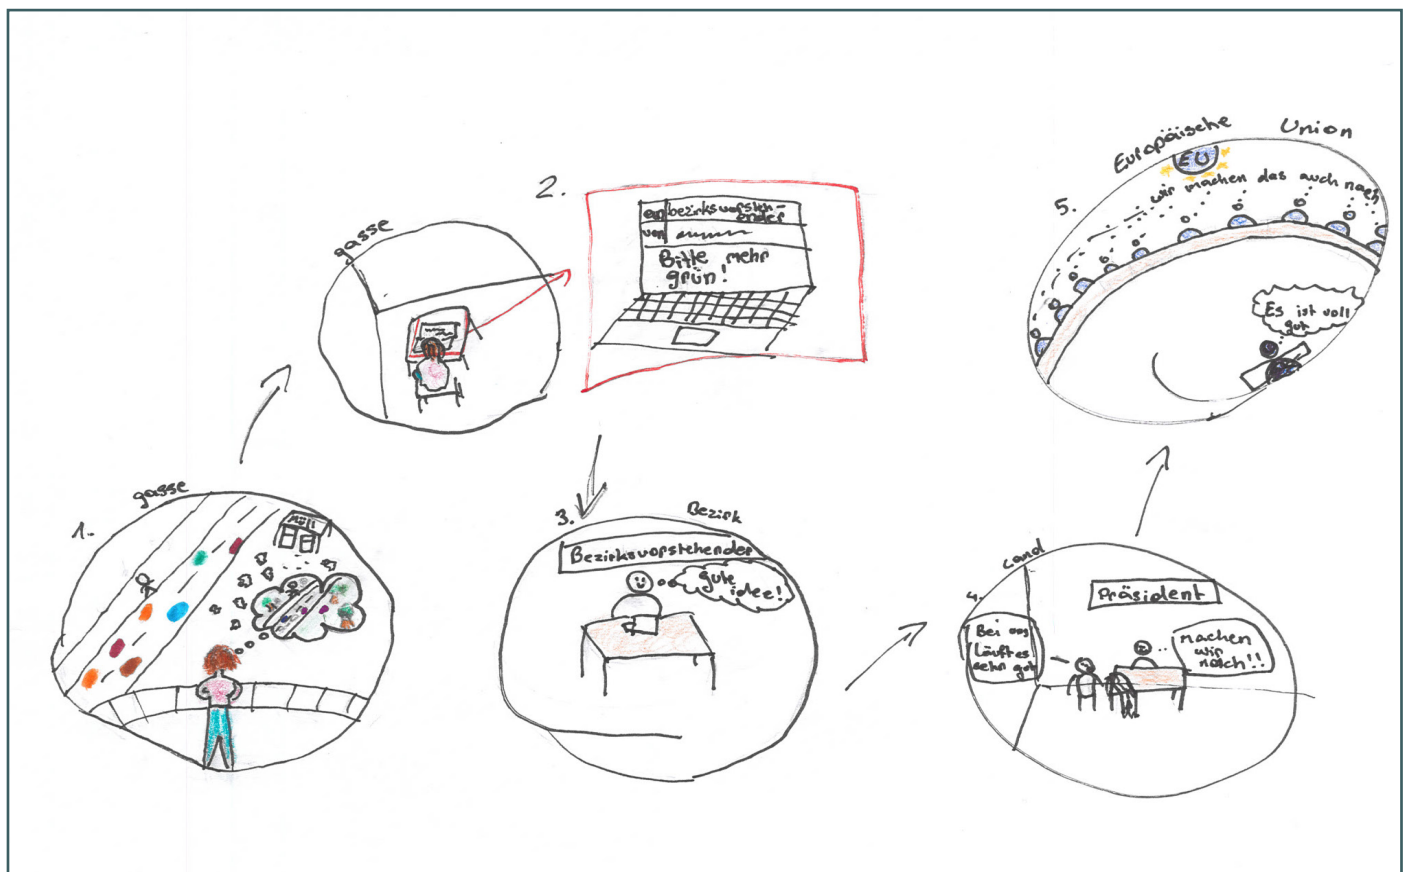 1.
gasse
Müll
gasse
2.
an bezirksvorsteh-
ender
von
Bitte mehr
grün!
3.
Bezirk
Bezirksvorstehender
gute
idee!
4.
Land
Präsident
Bei uns
läuft es
sehr gut
machen
wir
nach!!
5.
Europäische Union
EU
wir machen das auch nach
Es ist voll
gut